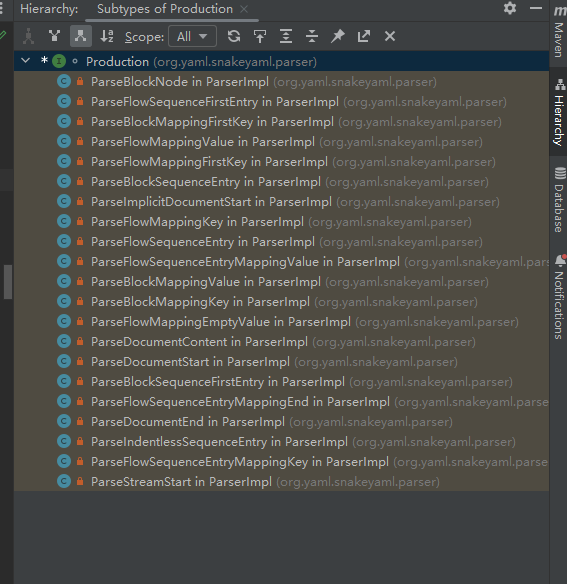 Hierarchy: Subtypes of Production
Scope: All
Production (org.yaml.snakeyaml.parser)
ParseBlockNode in ParserImpl (org.yaml.snakeyaml.parser)
ParseFlowSequenceFirstEntry in ParserImpl (org.yaml.snakeyaml.parser)
ParseBlockMappingFirstKey in ParserImpl (org.yaml.snakeyaml.parser)
ParseFlowMappingValue in ParserImpl (org.yaml.snakeyaml.parser)
ParseFlowMappingFirstKey in ParserImpl (org.yaml.snakeyaml.parser)
ParseBlockSequenceEntry in ParserImpl (org.yaml.snakeyaml.parser)
ParseImplicitDocumentStart in ParserImpl (org.yaml.snakeyaml.parser)
ParseFlowMappingKey in ParserImpl (org.yaml.snakeyaml.parser)
ParseFlowSequenceEntry in ParserImpl (org.yaml.snakeyaml.parser)
ParseFlowSequenceEntryMappingValue in ParserImpl (org.yaml.snakeyaml.pars
ParseBlockMappingValue in ParserImpl (org.yaml.snakeyaml.parser)
ParseBlockMappingKey in ParserImpl (org.yaml.snakeyaml.parser)
ParseFlowMappingEmptyValue in ParserImpl (org.yaml.snakeyaml.parser)
ParseDocumentContent in ParserImpl (org.yaml.snakeyaml.parser)
ParseDocumentStart in ParserImpl (org.yaml.snakeyaml.parser)
ParseBlockSequenceFirstEntry in ParserImpl (org.yaml.snakeyaml.parser)
ParseFlowSequenceEntryMappingEnd in ParserImpl (org.yaml.snakeyaml.parser
ParseDocumentEnd in ParserImpl (org.yaml.snakeyaml.parser)
ParseIndentlessSequenceEntry in ParserImpl (org.yaml.snakeyaml.parser)
ParseFlowSequenceEntryMappingKey in ParserImpl (org.yaml.snakeyaml.parse
ParseStreamStart in ParserImpl (org.yaml.snakeyaml.parser)
Maven
Hierarchy
Database
Notifications